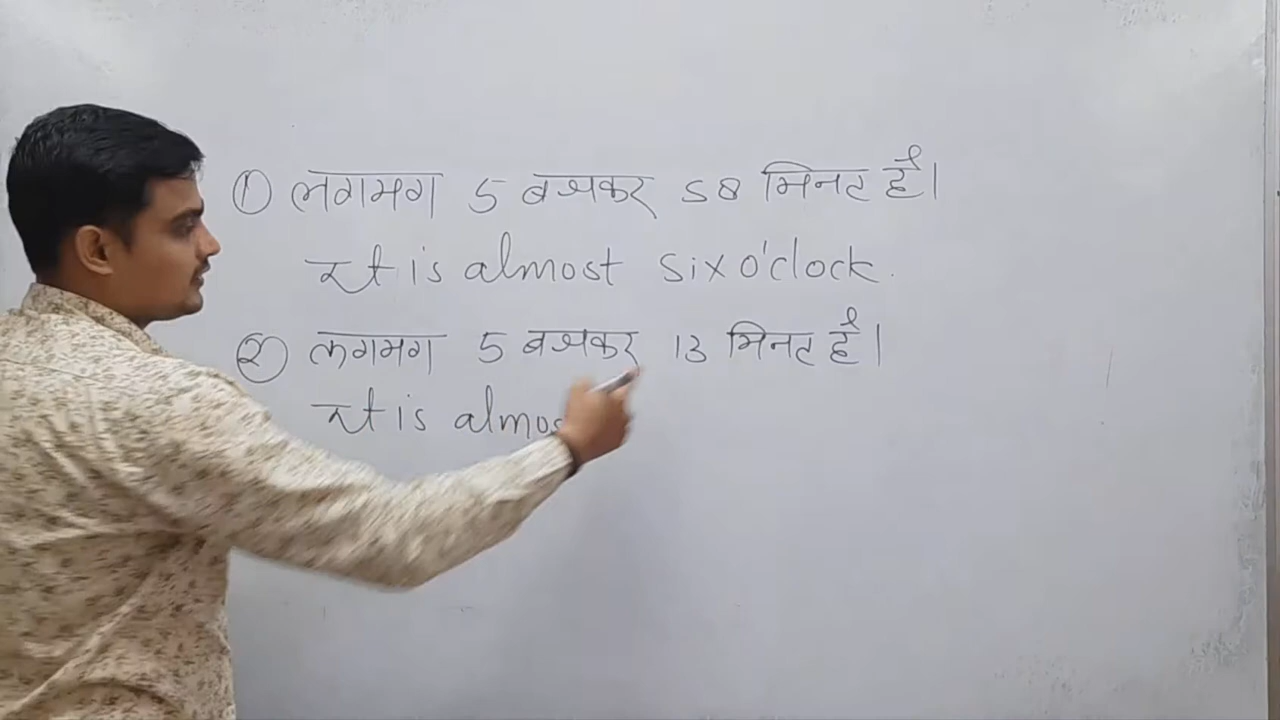 ① लगभग 5 बजकर 58 मिनट है।
It is almost six o'clock.
② लगभग 5 बजकर 13 मिनट है।
It is almos